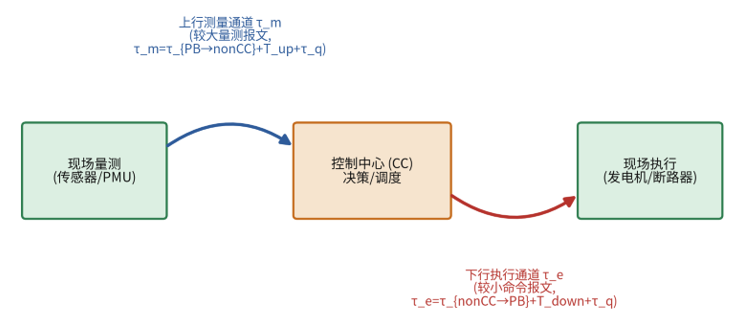 上行测量通道 τ_m
(较大量测报文,
τ_m=τ_{PB→nonCC}+T_up+τ_q)
现场量测
(传感器/PMU)
控制中心 (CC)
决策/调度
现场执行
(发电机/断路器)
下行执行通道 τ_e
(较小命令报文,
τ_e=τ_{nonCC→PB}+T_down+τ_q)